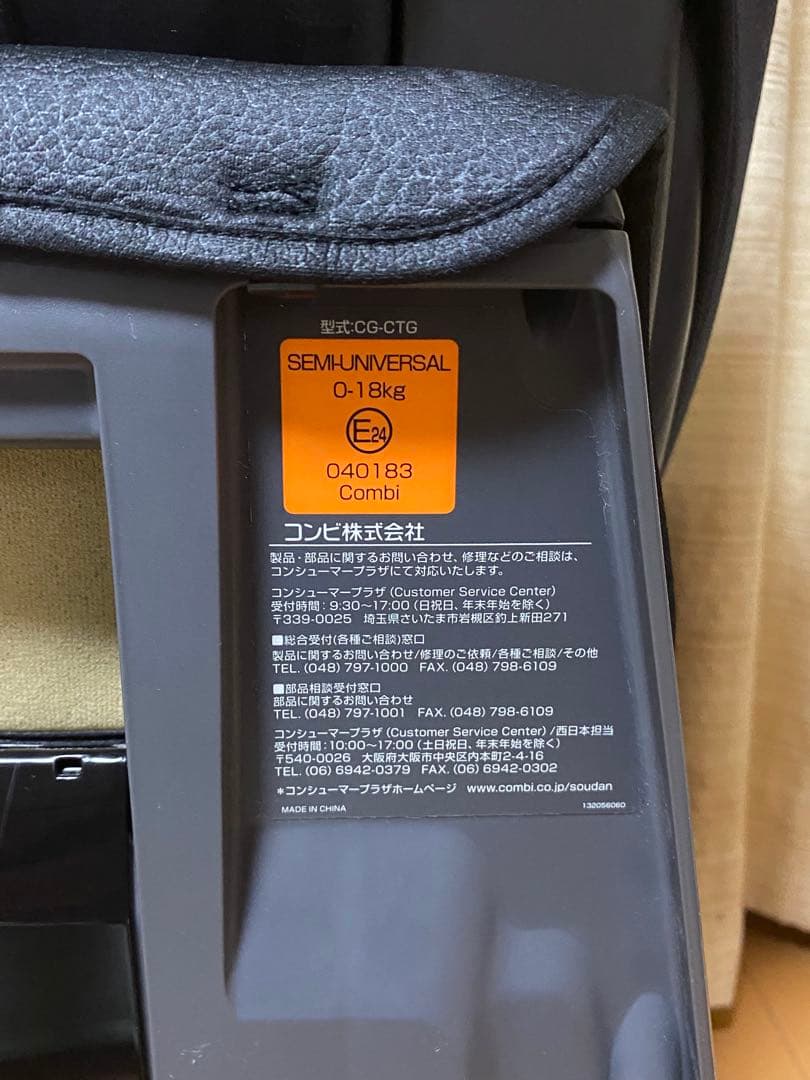 型式:CG-CTG
SEMI-UNIVERSAL
0-18kg
E24
040183
Combi
コンビ株式会社
製品・部品に関するお問い合わせ、修理などのご相談は、
コンシューマープラザにて対応いたします。
コンシューマープラザ (Customer Service Center)
受付時間：9:30～17:00 (日祝日、年末年始を除く)
〒339-0025 埼玉県さいたま市岩槻区釣上新田271
■総合受付(各種ご相談)窓口
製品に関するお問い合わせ/修理のご依頼/各種ご相談/その他
TEL. (048) 797-1000 FAX. (048) 798-6109
■部品相談受付窓口
部品に関するお問い合わせ
TEL. (048) 797-1001 FAX. (048) 798-6109
コンシューマープラザ (Customer Service Center) /西日本担当
受付時間：10:00～17:00 (土日祝日、年末年始を除く)
〒540-0026 大阪府大阪市中央区内本町2-4-16
TEL. (06) 6942-0379 FAX. (06) 6942-0302
＊コンシューマープラザホームページ www.combi.co.jp/soudan
MADE IN CHINA 132056060